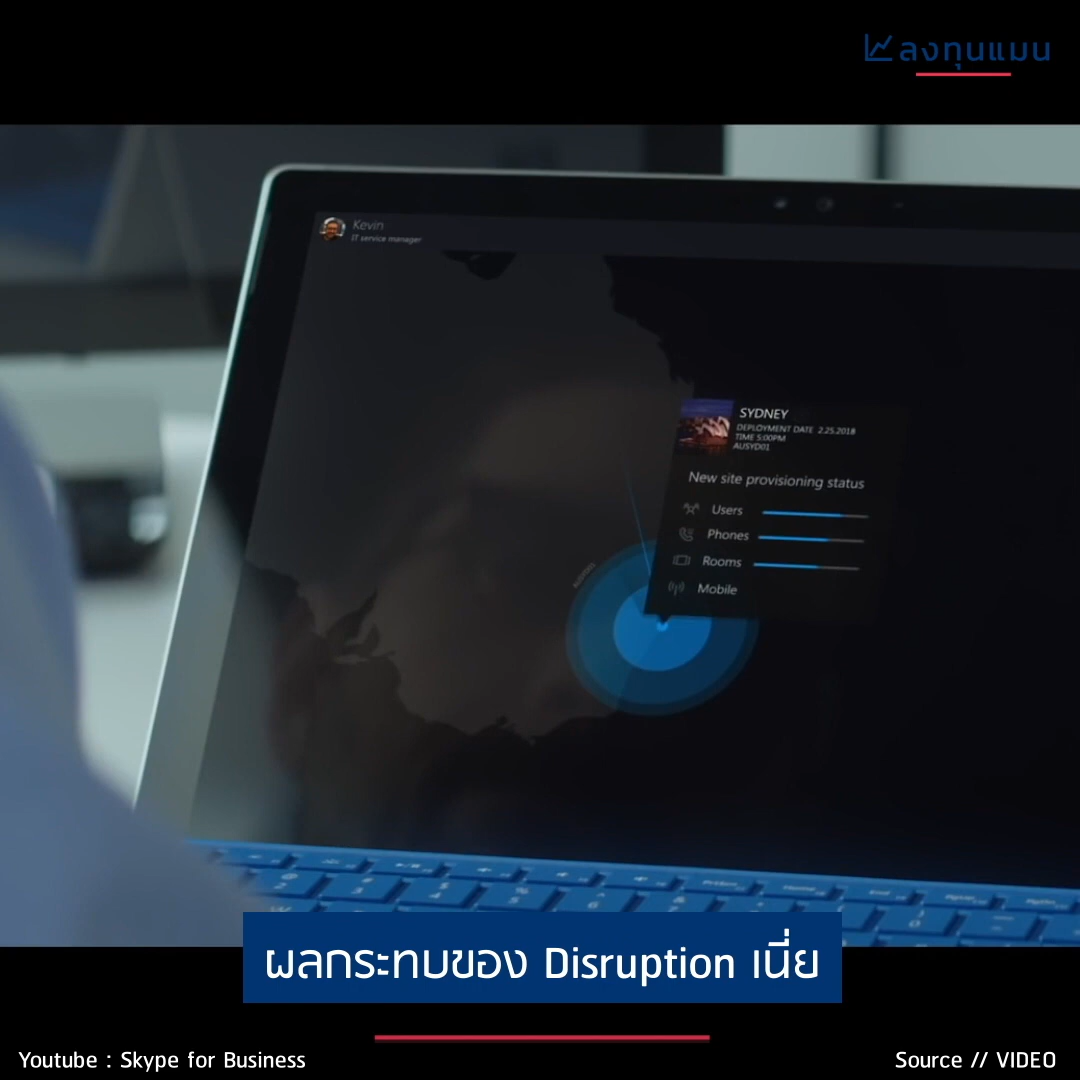 ลงทุนแมน
Kevin
IT service manager
SYDNEY
DEPLOYMENT DATE 2.25.2018
TIME 5:00PM
AUSYD01
New site provisioning status
Users
Phones
Rooms
Mobile
ผลกระทบของ Disruption เนี่ย
Youtube : Skype for Business
Source // VIDEO